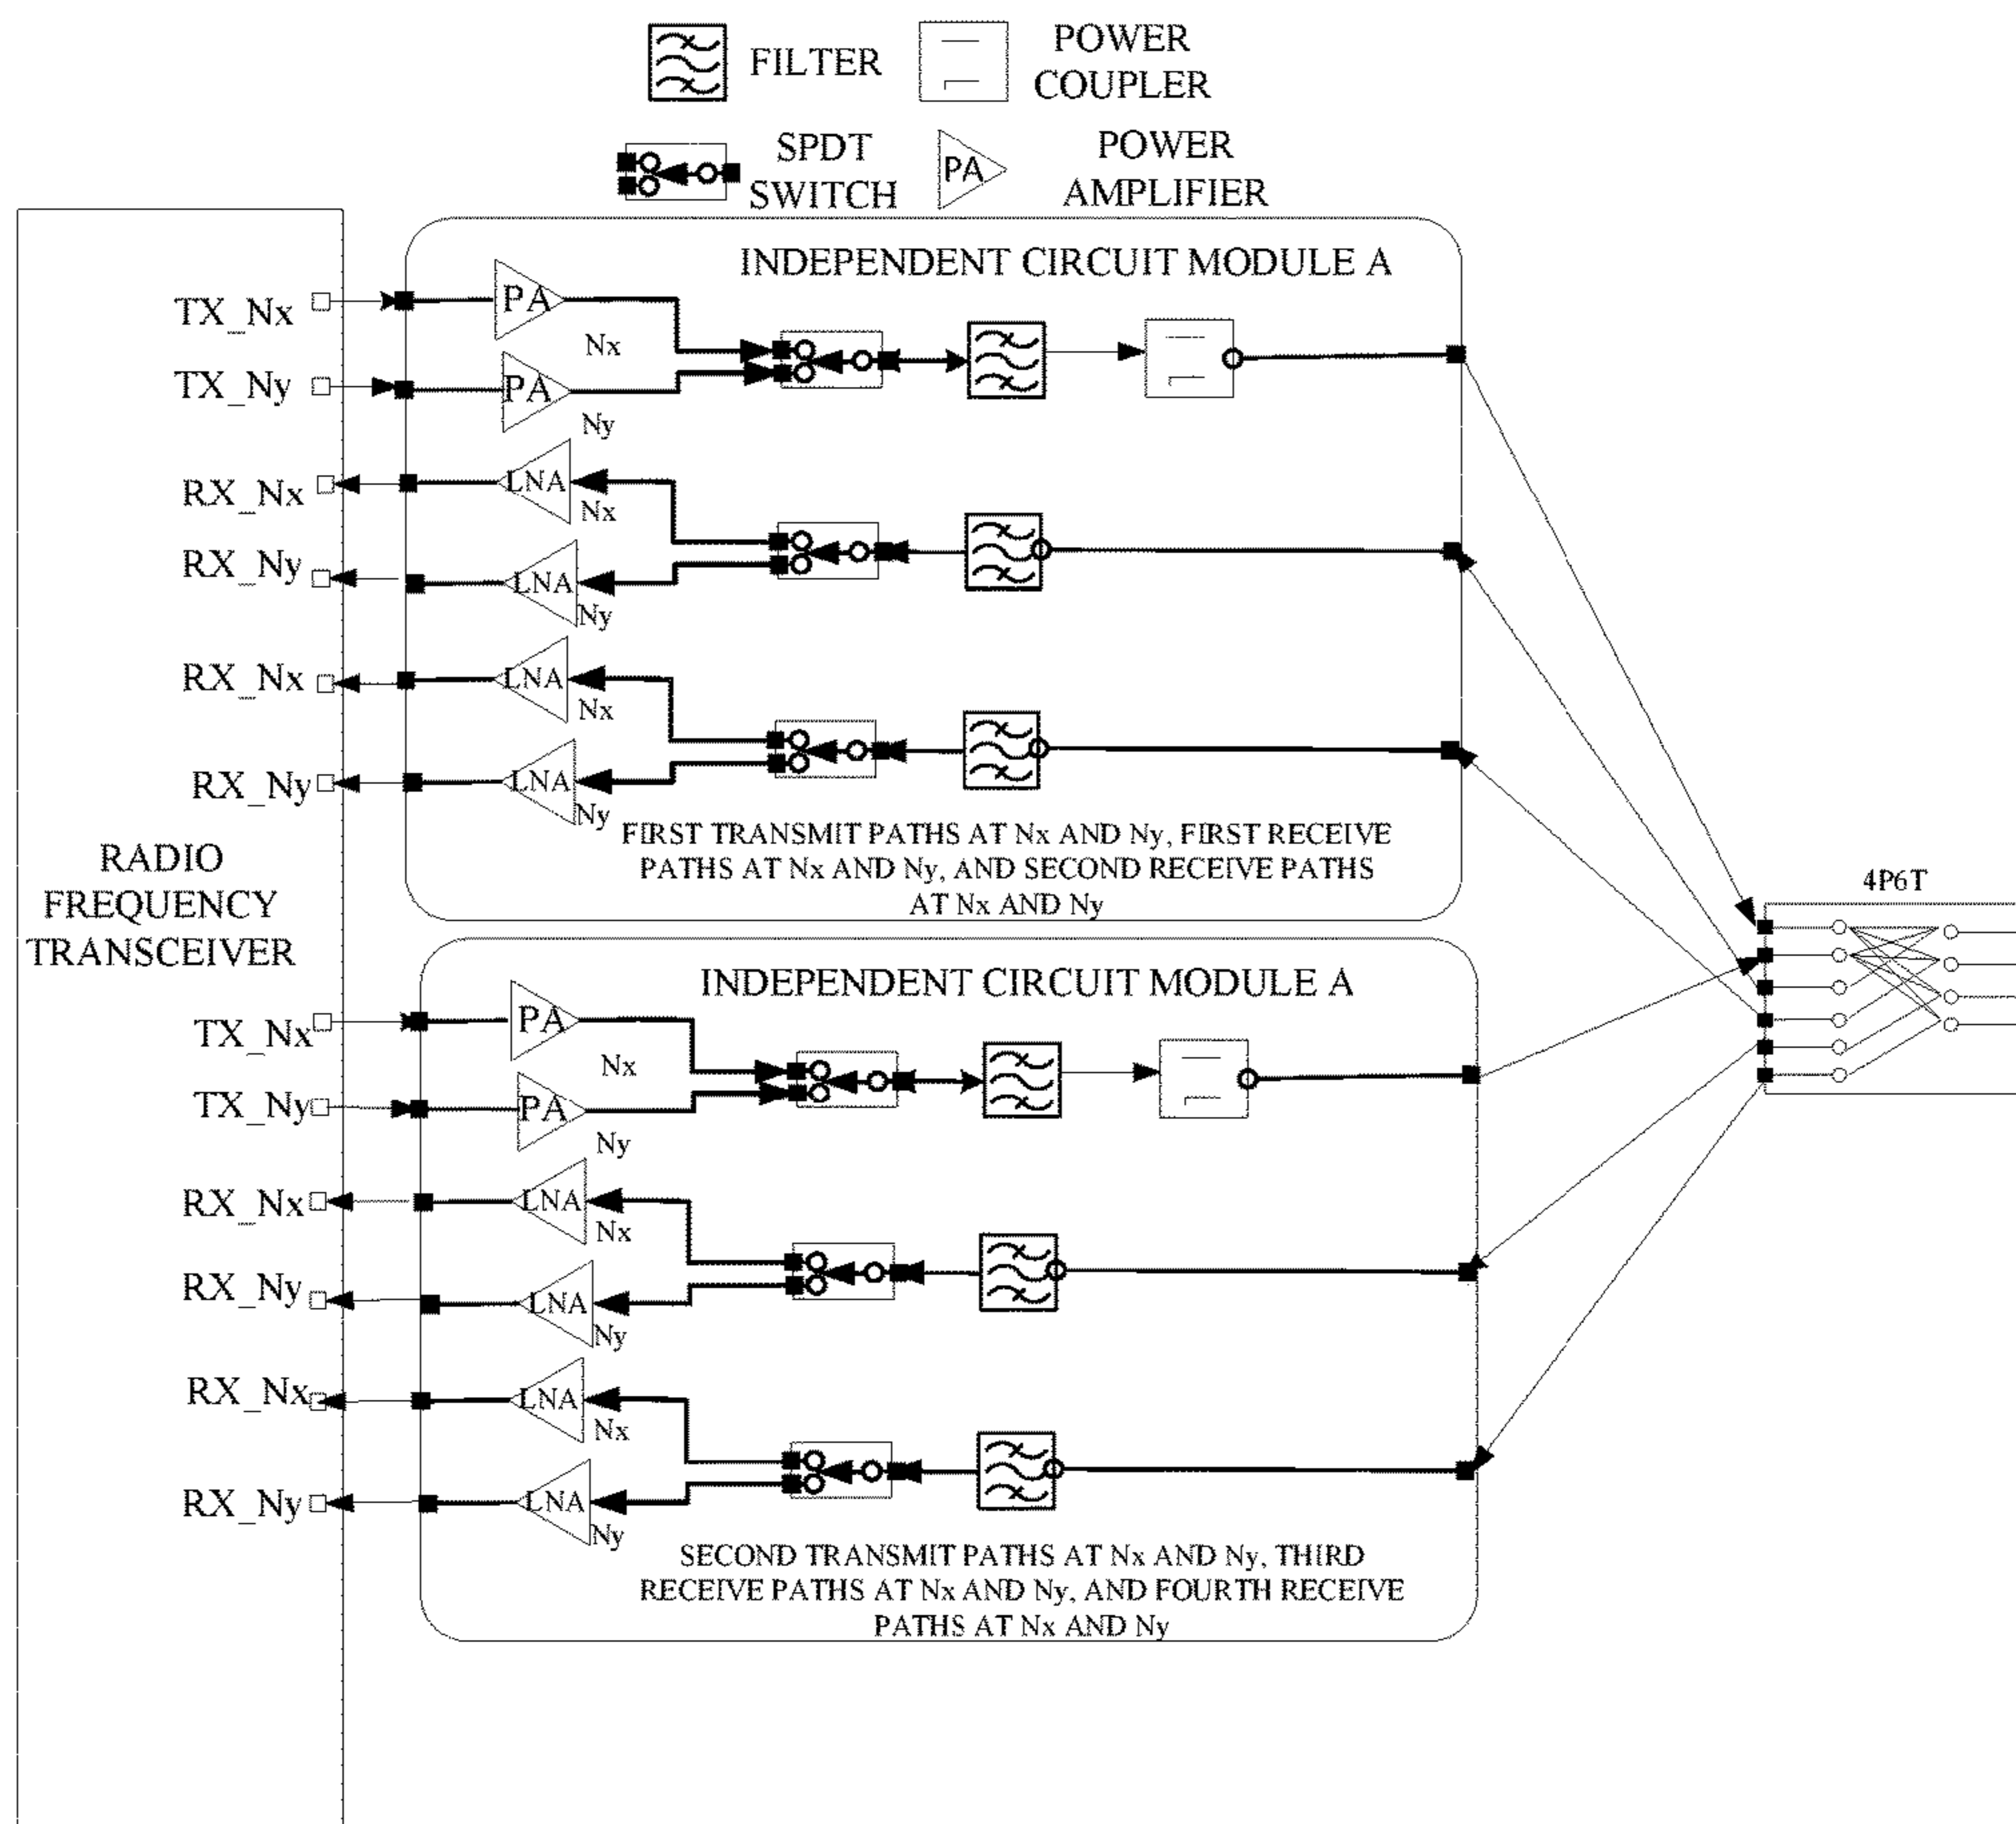 FILTER
POWER
COUPLER
SPDT
SWITCH
PA
POWER
AMPLIFIER
INDEPENDENT CIRCUIT MODULE A
TX_Nx
PA
Nx
TX_Ny
PA
Ny
RX_Nx
LNA
Nx
RX_Ny
LNA
Ny
RX_Nx
LNA
Nx
RX_Ny
LNA
Ny
FIRST TRANSMIT PATHS AT Nx AND Ny, FIRST RECEIVE
PATHS AT Nx AND Ny, AND SECOND RECEIVE PATHS
AT Nx AND Ny
RADIO
FREQUENCY
TRANSCEIVER
4P6T
INDEPENDENT CIRCUIT MODULE A
TX_Nx
PA
Nx
TX_Ny
PA
Ny
RX_Nx
LNA
Nx
RX_Ny
LNA
Ny
RX_Nx
LNA
Nx
RX_Ny
LNA
Ny
SECOND TRANSMIT PATHS AT Nx AND Ny, THIRD
RECEIVE PATHS AT Nx AND Ny, AND FOURTH RECEIVE
PATHS AT Nx AND Ny